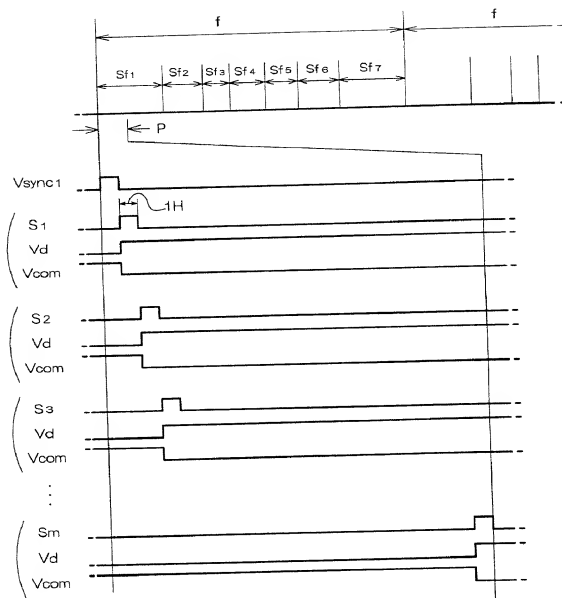 f f
Sf1 Sf2 Sf3 Sf4 Sf5 Sf6 Sf7
P
Vsync1
1H
S1
Vd
Vcom
S2
Vd
Vcom
S3
Vd
Vcom
Sm
Vd
Vcom